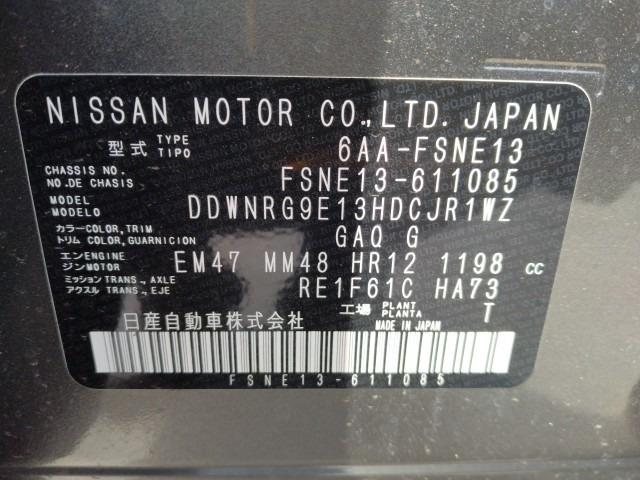 NISSAN MOTOR CO.,LTD. JAPAN
型式 TYPE TIPO 6AA-FSNE13
CHASSIS NO. NO.DE CHASIS FSNE13-611085
MODEL MODELO DDWNRG9E13HDCJR1WZ
カラー COLOR,TRIM トリム COLOR,GUARNICION GAQ G
エンジン ENGINE MOTOR EM47 MM48 HR12 1198 cc
ミッション TRANS.,AXLE アクスル TRANS.,EJE RE1F61C HA73
工場 PLANT PLANTA T
日産自動車株式会社 MADE IN JAPAN
FSNE13-611085